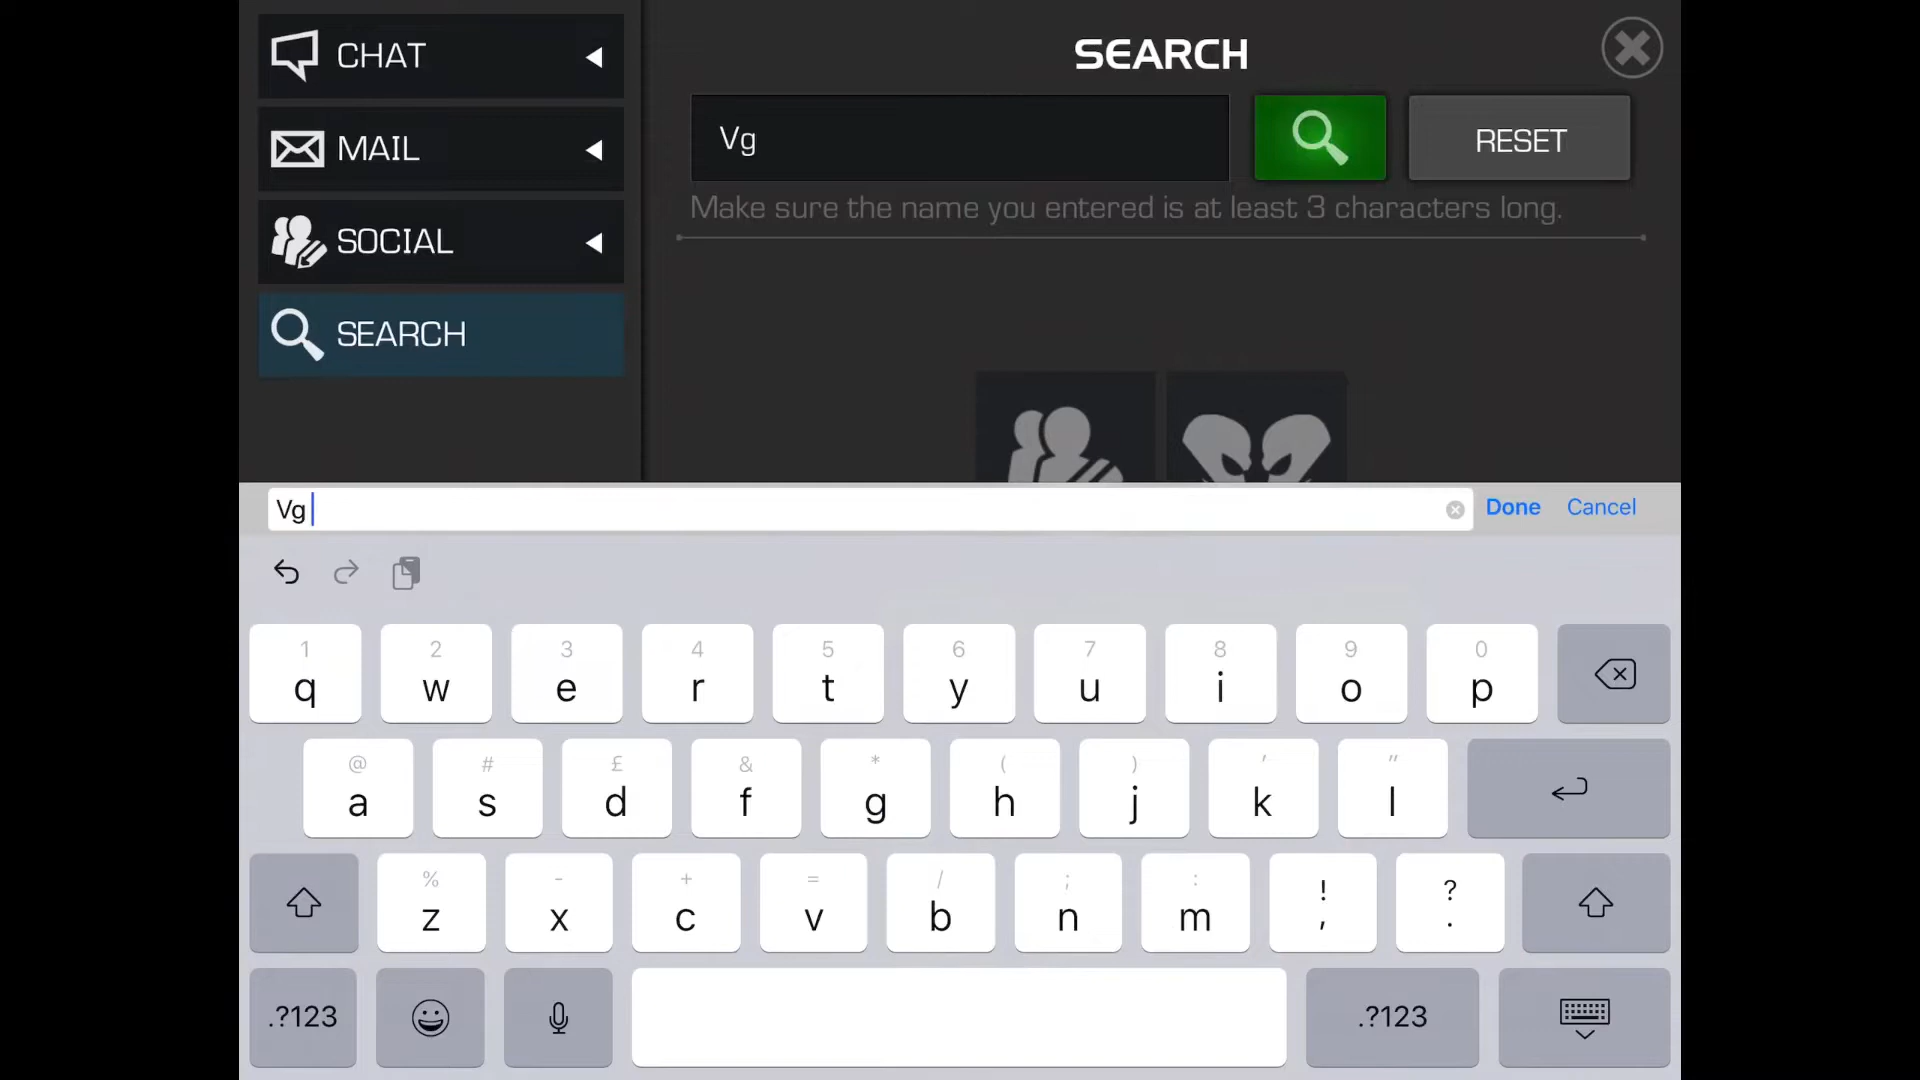 CHAT
MAIL
SOCIAL
SEARCH
SEARCH
Vg
RESET
Make sure the name you entered is at least 3 characters long.
Vg
Done Cancel
1 2 3 4 5 6 7 8 9 0
q w e r t y u i o p
@ # £ & * ( ) ' "
a s d f g h j k l
% - + = / ; : ! ?
z x c v b n m , .
.?123 .?123